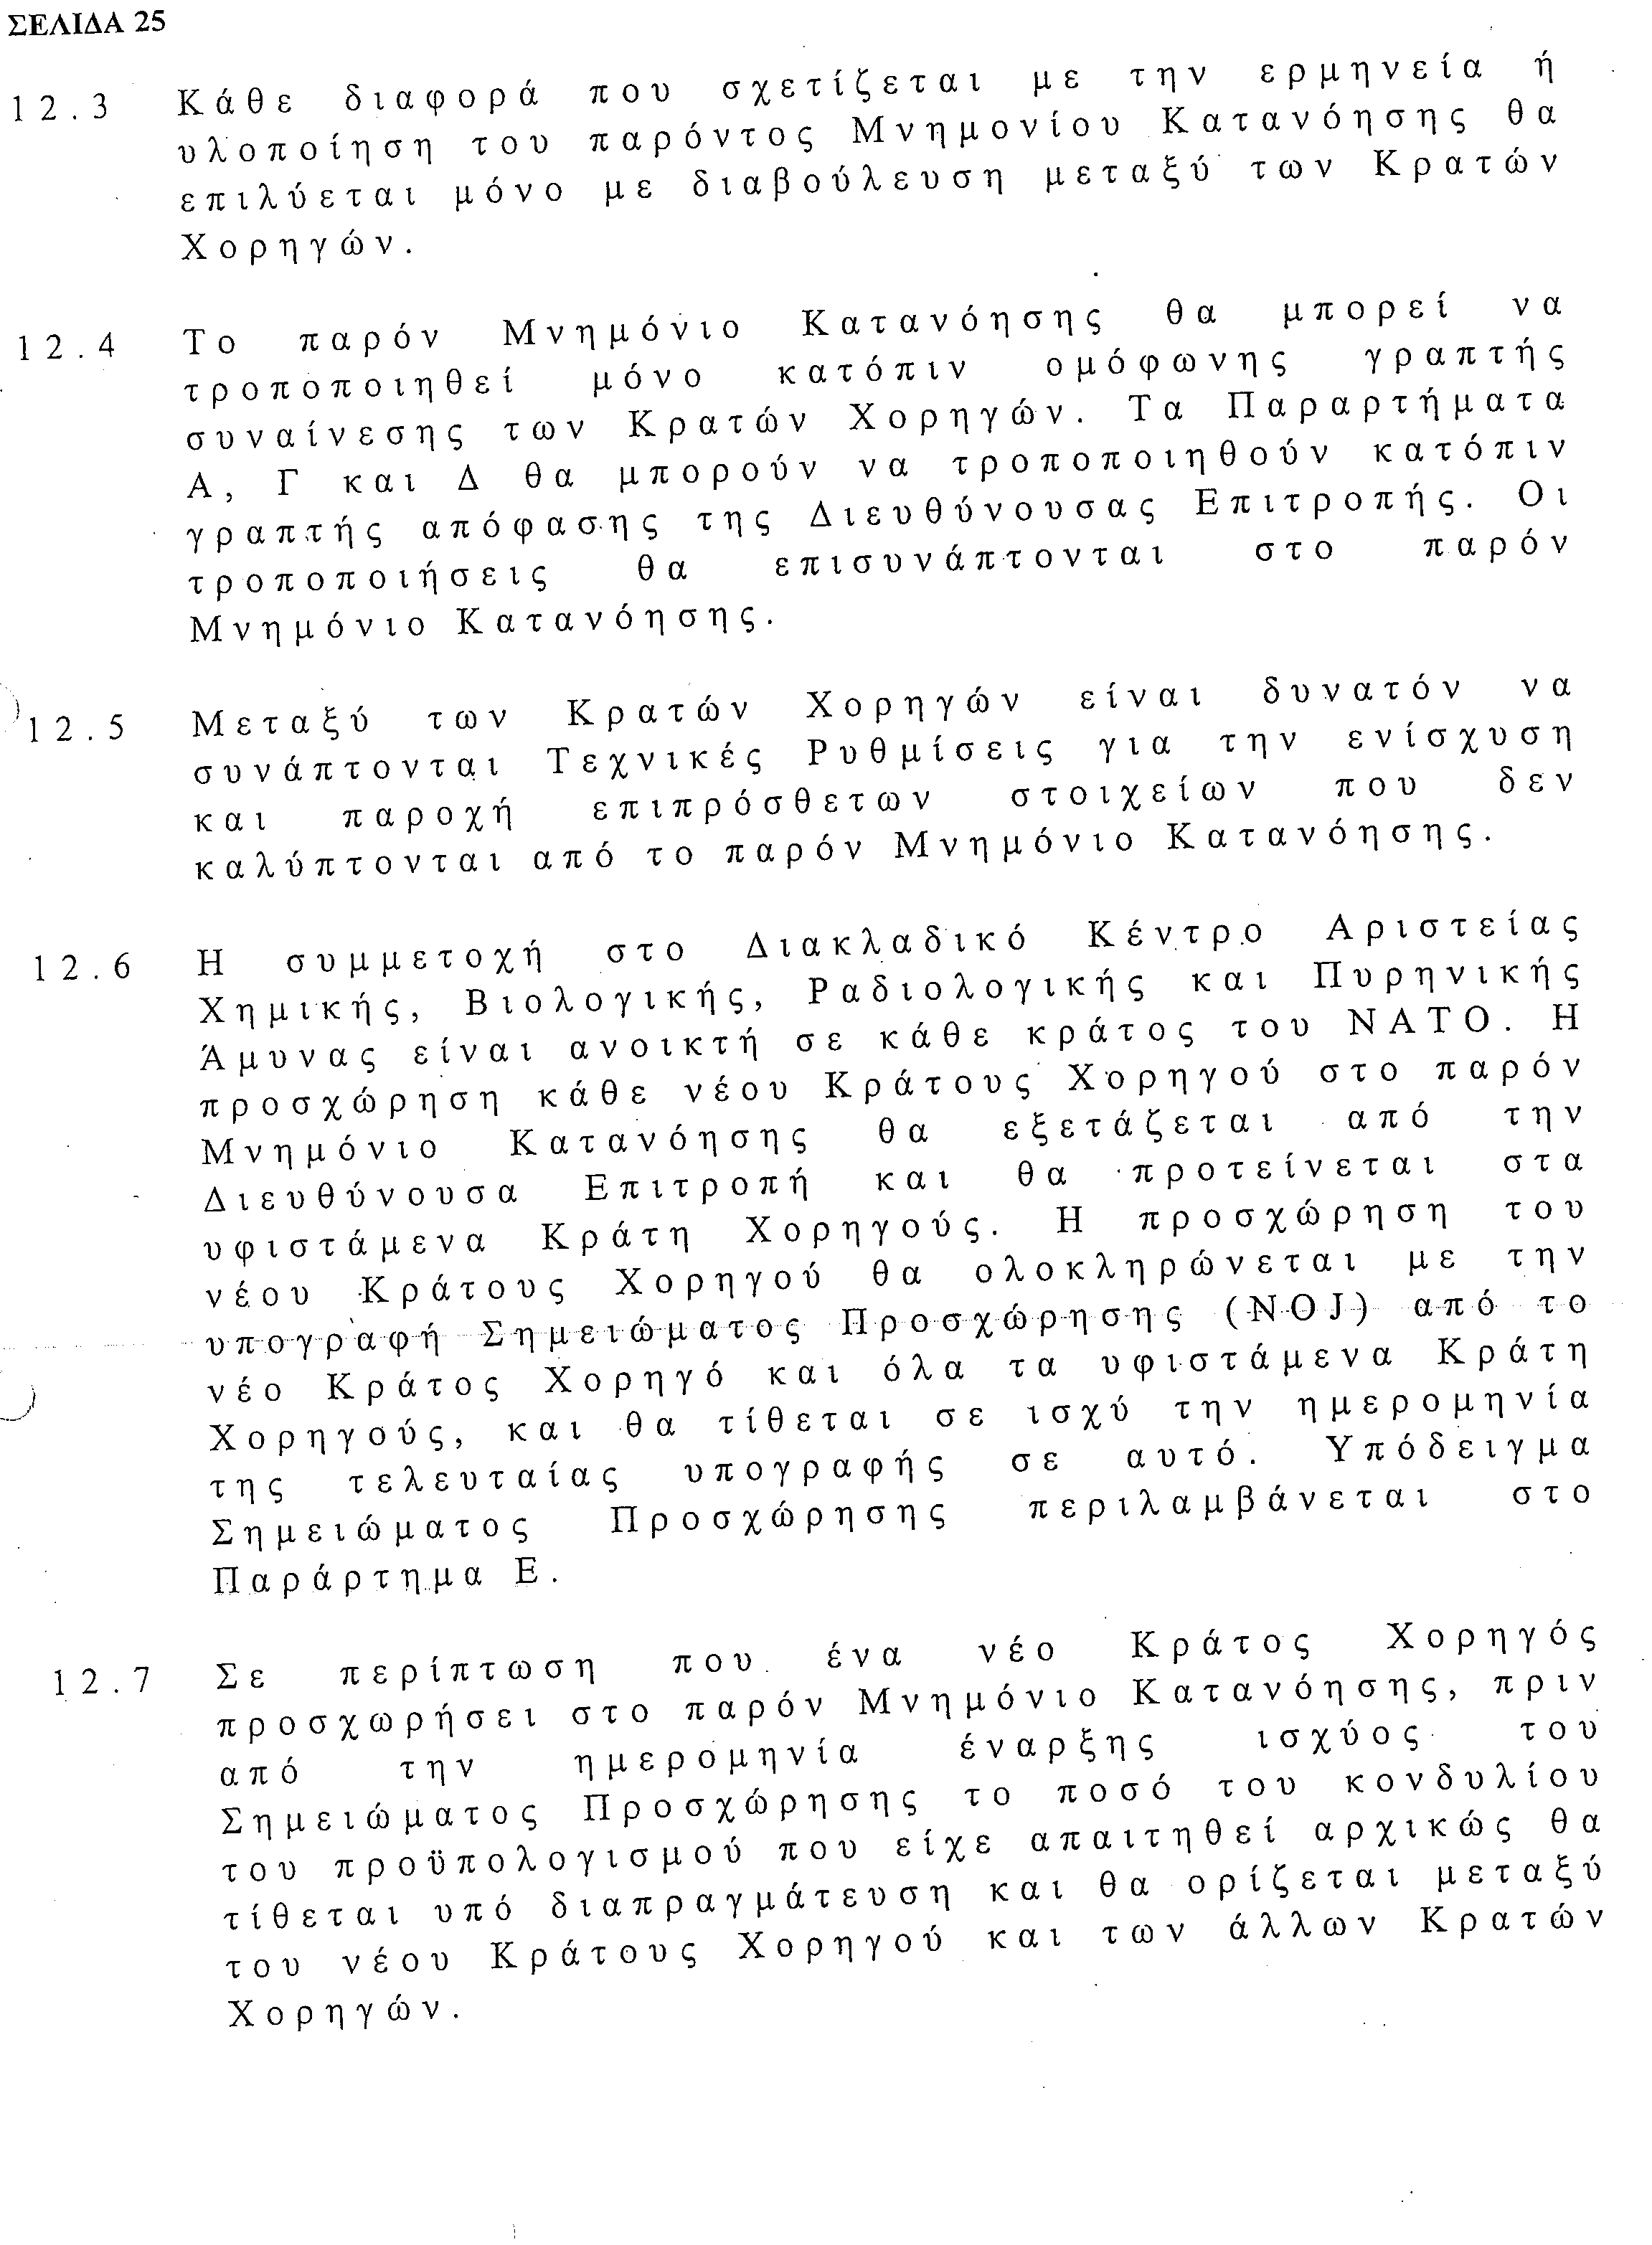 ΣΕΛΙΔΑ 25
12.3 Κάθε διαφορά που σχετίζεται με την ερμηνεία ή
υλοποίηση του παρόντος Μνημονίου Κατανόησης θα
επιλύεται μόνο με διαβούλευση μεταξύ των Κρατών
Χορηγών.
12.4 Το παρόν Μνημόνιο Κατανόησης θα μπορεί να
τροποποιηθεί μόνο κατόπιν ομόφωνης γραπτής
συναίνεσης των Κρατών Χορηγών. Τα Παραρτήματα
Α, Γ και Δ θα μπορούν να τροποποιηθούν κατόπιν
γραπτής απόφασης της Διευθύνουσας Επιτροπής. Οι
τροποποιήσεις θα επισυνάπτονται στο παρόν
Μνημόνιο Κατανόησης.
12.5 Μεταξύ των Κρατών Χορηγών είναι δυνατόν να
συνάπτονται Τεχνικές Ρυθμίσεις για την ενίσχυση
και παροχή επιπρόσθετων στοιχείων που δεν
καλύπτονται από το παρόν Μνημόνιο Κατανόησης.
12.6 Η συμμετοχή στο Διακλαδικό Κέντρο Αριστείας
Χημικής, Βιολογικής, Ραδιολογικής και Πυρηνικής
Άμυνας είναι ανοικτή σε κάθε κράτος του ΝΑΤΟ. Η
προσχώρηση κάθε νέου Κράτους Χορηγού στο παρόν
Μνημόνιο Κατανόησης θα εξετάζεται από την
Διευθύνουσα Επιτροπή και θα προτείνεται στα
υφιστάμενα Κράτη Χορηγούς. Η προσχώρηση του
νέου Κράτους Χορηγού θα ολοκληρώνεται με την
υπογραφή Σημειώματος Προσχώρησης (NOJ) από το
νέο Κράτος Χορηγό και όλα τα υφιστάμενα Κράτη
Χορηγούς, και θα τίθεται σε ισχύ την ημερομηνία
της τελευταίας υπογραφής σε αυτό. Υπόδειγμα
Σημειώματος Προσχώρησης περιλαμβάνεται στο
Παράρτημα Ε.
12.7 Σε περίπτωση που ένα νέο Κράτος Χορηγός
προσχωρήσει στο παρόν Μνημόνιο Κατανόησης, πριν
από την ημερομηνία έναρξης ισχύος του
Σημειώματος Προσχώρησης το ποσό του κονδυλίου
του προϋπολογισμού που είχε απαιτηθεί αρχικώς θα
τίθεται υπό διαπραγμάτευση και θα ορίζεται μεταξύ
του νέου Κράτους Χορηγού και των άλλων Κρατών
Χορηγών.